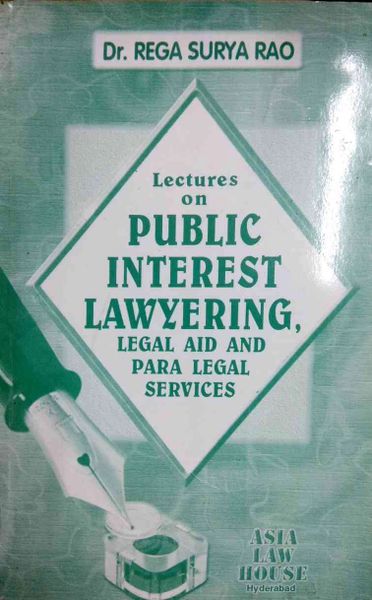 Dr. REGA SURYA RAO
Lectures
on
PUBLIC
INTEREST
LAWYERING,
LEGAL AID AND
PARA LEGAL
SERVICES
ASIA
LAW
HOUSE
Hyderabad